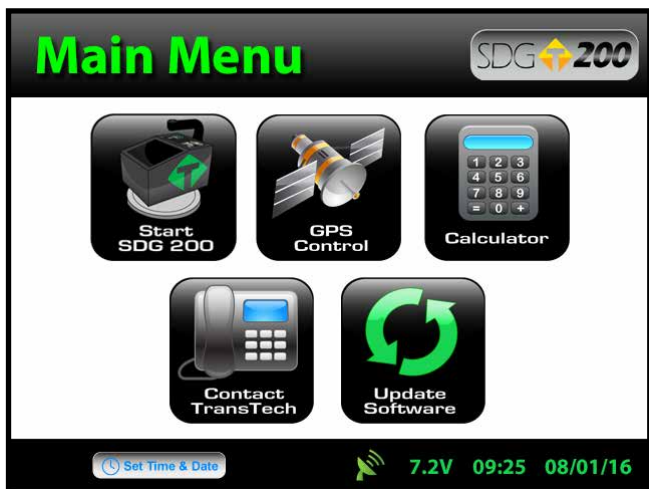 Main Menu
SDG T 200
Start
SDG 200
GPS
Control
1 2 3
4 5 6
7 8 9
= 0 +
Calculator
Contact
TransTech
Update
Software
Set Time & Date
7.2V 09:25 08/01/16